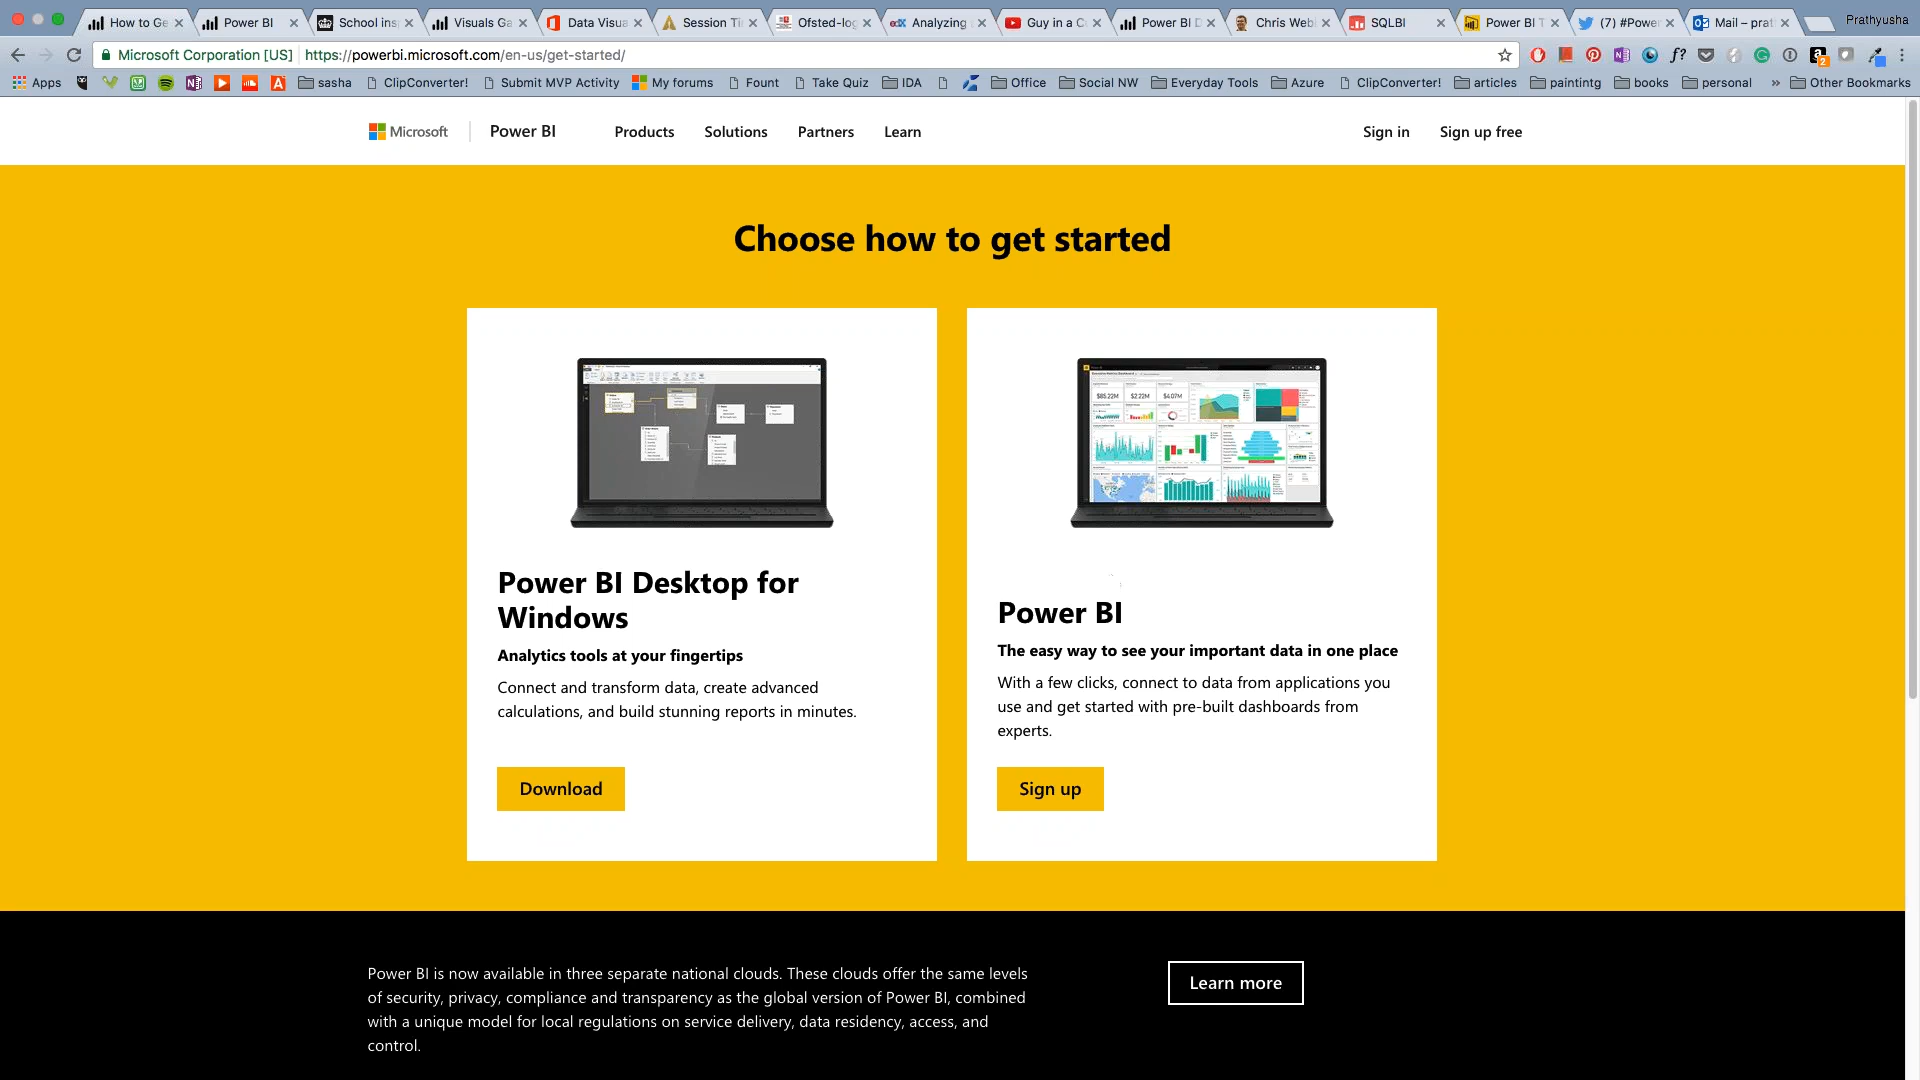 How to Ge
Power BI
School ins
Visuals Ga
Data Visua
Session Ti
Ofsted-log
Analyzing
Guy in a C
Power BI D
Chris Web
SQLBI
Power BI T
(7) #Power
Mail – prat
Prathyusha
Microsoft Corporation [US]
https://powerbi.microsoft.com/en-us/get-started/
Apps
sasha
ClipConverter!
Submit MVP Activity
My forums
Fount
Take Quiz
IDA
Office
Social NW
Everyday Tools
Azure
ClipConverter!
articles
paintintg
books
personal
»
Other Bookmarks
Microsoft
Power BI
Products
Solutions
Partners
Learn
Sign in
Sign up free
Choose how to get started
$85.22M
$2.22M
$4.07M
Power BI Desktop for
Windows
Analytics tools at your fingertips
Connect and transform data, create advanced
calculations, and build stunning reports in minutes.
Download
Power BI
The easy way to see your important data in one place
With a few clicks, connect to data from applications you
use and get started with pre-built dashboards from
experts.
Sign up
Power BI is now available in three separate national clouds. These clouds offer the same levels
of security, privacy, compliance and transparency as the global version of Power BI, combined
with a unique model for local regulations on service delivery, data residency, access, and
control.
Learn more